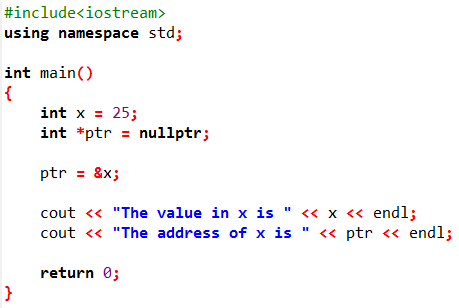 #include<iostream>
using namespace std;
int main()
{
    int x = 25;
    int *ptr = nullptr;
    ptr = &x;
    cout << "The value in x is " << x << endl;
    cout << "The address of x is " << ptr << endl;
    return 0;
}